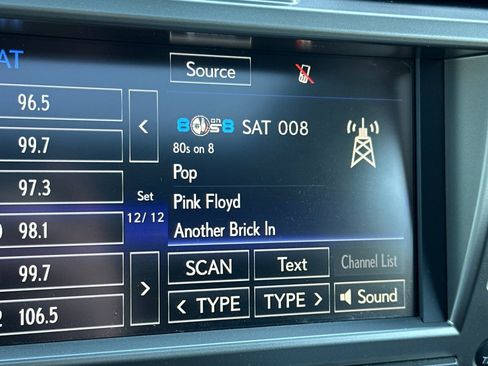 AT
Source
96.5
99.7
97.3
98.1
99.7
106.5
Set
12/ 12
<
>
80s on 8
SAT 008
80s on 8
Pop
Pink Floyd
Another Brick In
SCAN
Text
Channel List
< TYPE
TYPE >
Sound